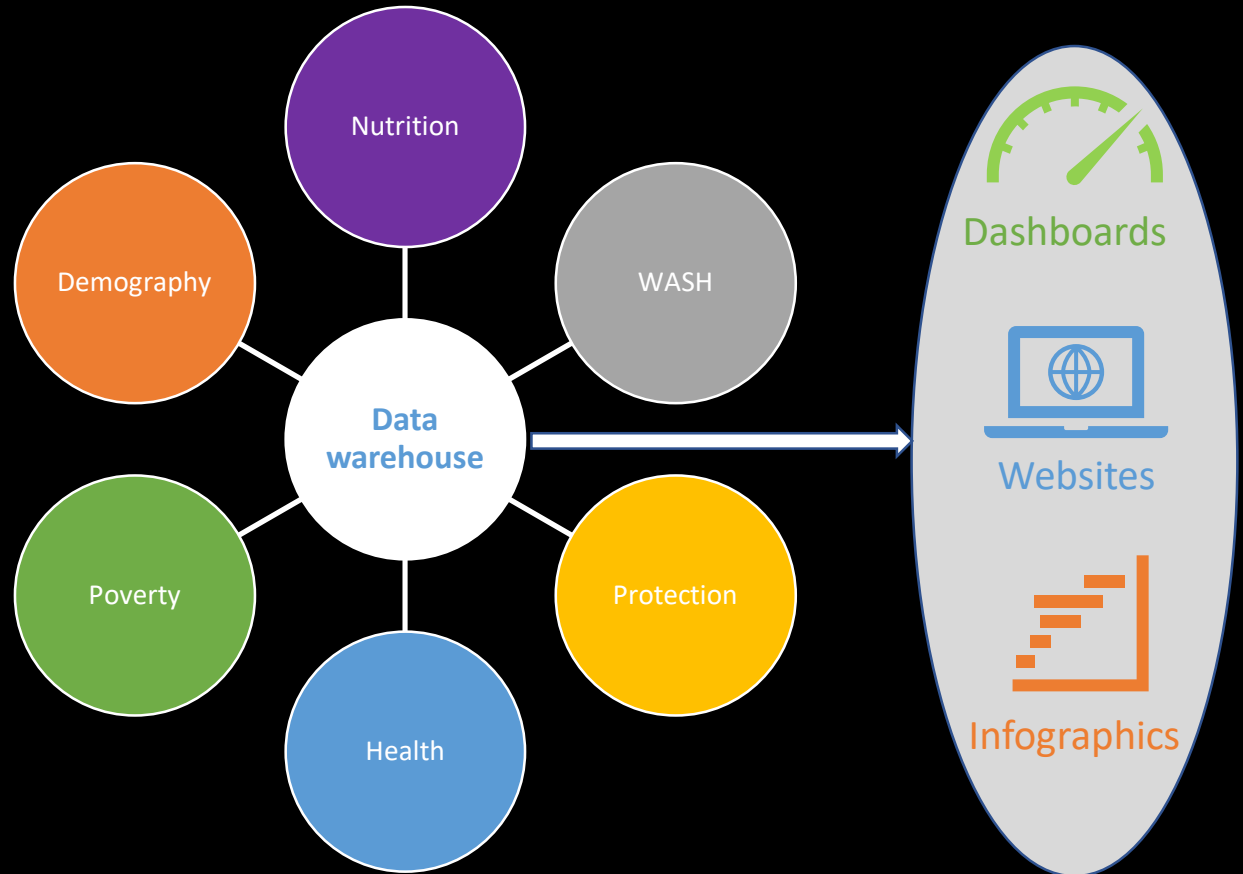 Nutrition
Demography
WASH
Data
warehouse
Poverty
Protection
Health
Dashboards
Websites
Infographics